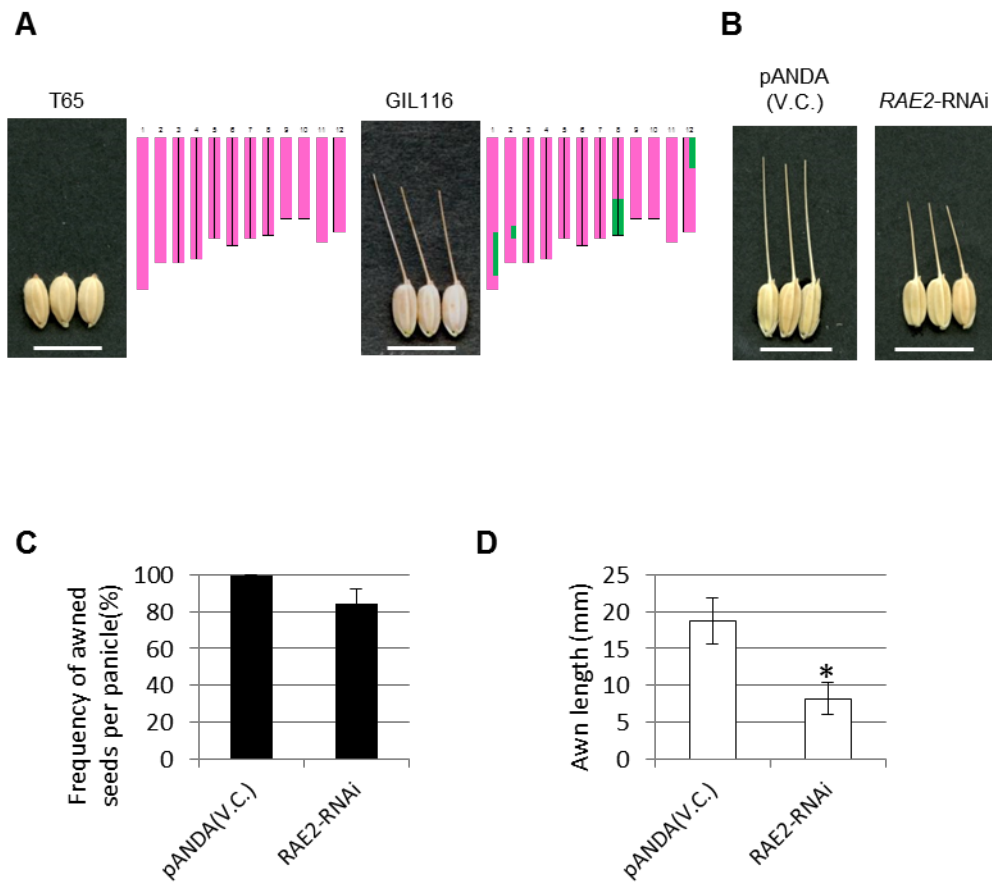 A
B
T65
GIL116
pANDA
(V.C.)
RAE2-RNAi
1 2 3 4 5 6 7 8 9 10 11 12
1 2 3 4 5 6 7 8 9 10 11 12
C
D
Frequency of awned
seeds per panicle(%)
100
80
60
40
20
0
pANDA(V.C.)
RAE2-RNAi
Awn length (mm)
25
20
15
10
5
0
*
pANDA(V.C.)
RAE2-RNAi